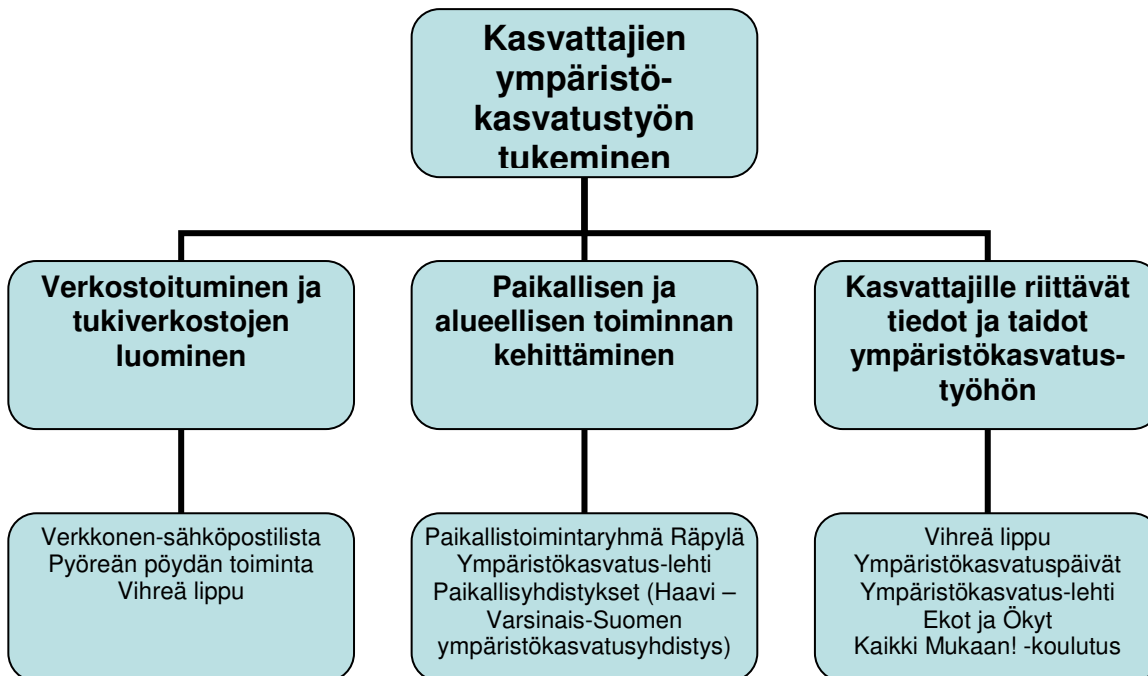 Kasvattajien
ympäristö-
kasvatustyön
tukeminen
Verkostoituminen ja
tukiverkostojen
luominen
Paikallisen ja
alueellisen toiminnan
kehittäminen
Kasvattajille riittävät
tiedot ja taidot
ympäristökasvatus-
työhön
Verkkonen-sähköpostilista
Pyöreän pöydän toiminta
Vihreä lippu
Paikallistoimintaryhmä Räpylä
Ympäristökasvatus-lehti
Paikallisyhdistykset (Haavi –
Varsinais-Suomen
ympäristökasvatusyhdistys)
Vihreä lippu
Ympäristökasvatuspäivät
Ympäristökasvatus-lehti
Ekot ja Ökyt
Kaikki Mukaan! -koulutus